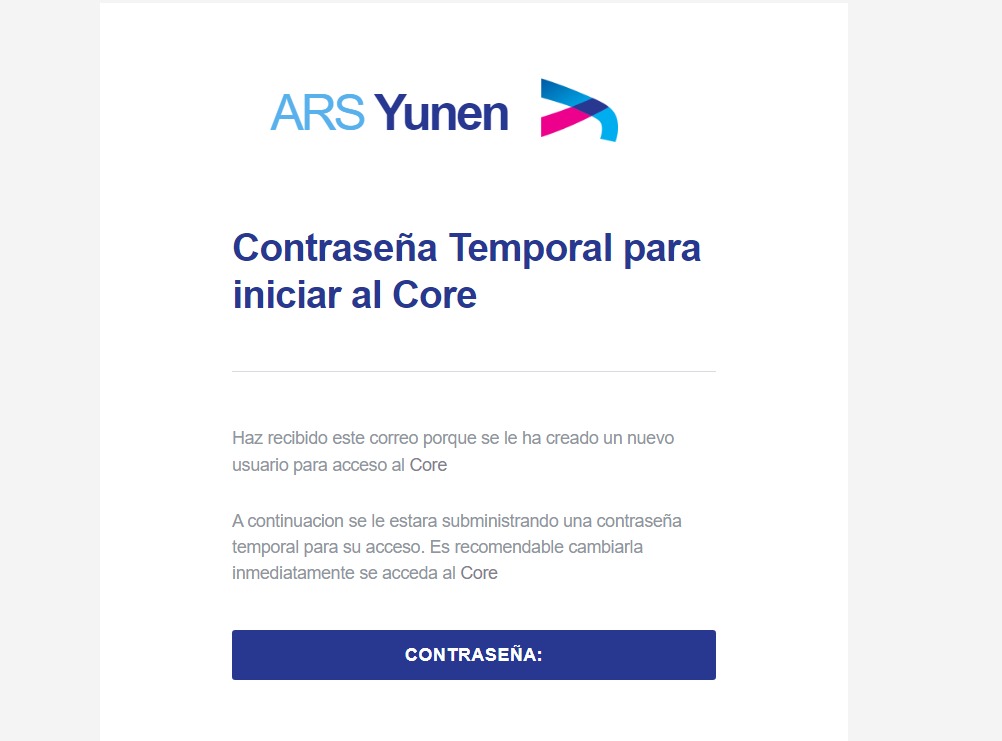 ARS Yunen
Contraseña Temporal para
iniciar al Core
Haz recibido este correo porque se le ha creado un nuevo
usuario para acceso al Core
A continuacion se le estara subministrando una contraseña
temporal para su acceso. Es recomendable cambiarla
inmediatamente se acceda al Core
CONTRASEÑA: